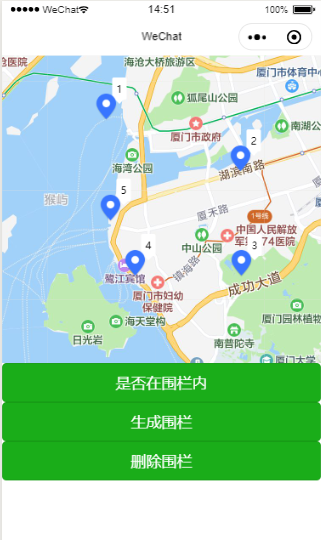 WeChat
14:51
100%
WeChat
总医院
海沧大桥旅游区
厦门市体育中心
1
狐尾山公园
厦门市政府
南湖公
2
海湾公园
湖滨南路
猴屿
5
厦禾路
1号线
中国人民解放
军第74医院
中山公园
4
3
鹭江宾馆
镇海路
成功大道
厦门市妇幼
保健院
海天堂构
厦门园林植物
日光岩
南普陀寺
厦门大学
是否在围栏内
生成围栏
删除围栏